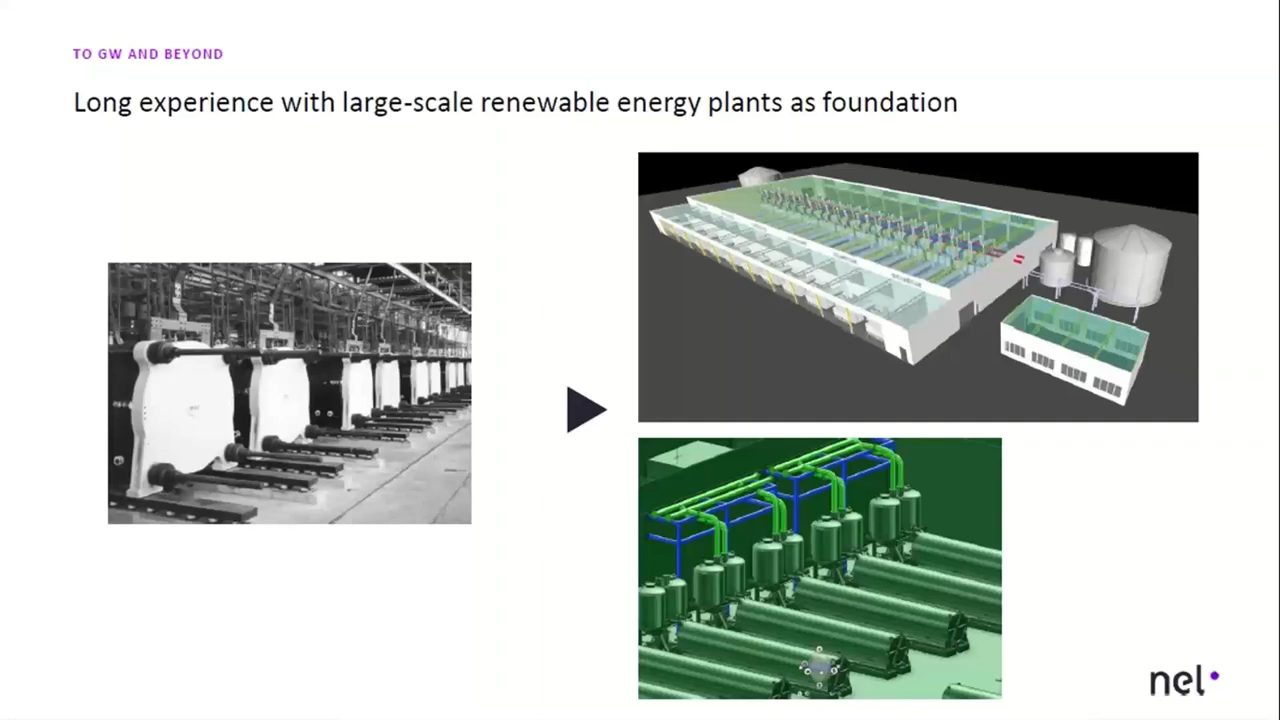 TO GW AND BEYOND
Long experience with large-scale renewable energy plants as foundation
nel